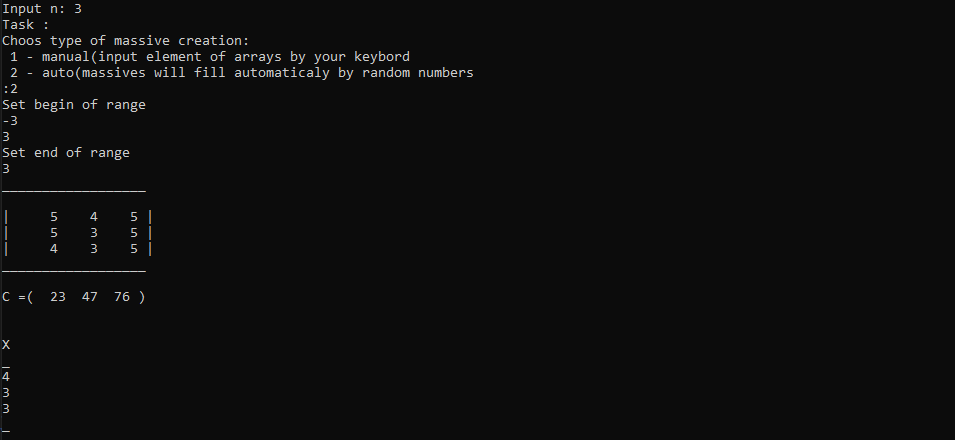 Input n: 3
Task :
Choos type of massive creation:
 1 - manual(input element of arrays by your keybord
 2 - auto(massives will fill automaticaly by random numbers
:2
Set begin of range
-3
3
Set end of range
3
__________________
|     5    4    5 |
|     5    3    5 |
|     4    3    5 |
__________________
C =(  23  47  76 )
X
_
4
3
3
_